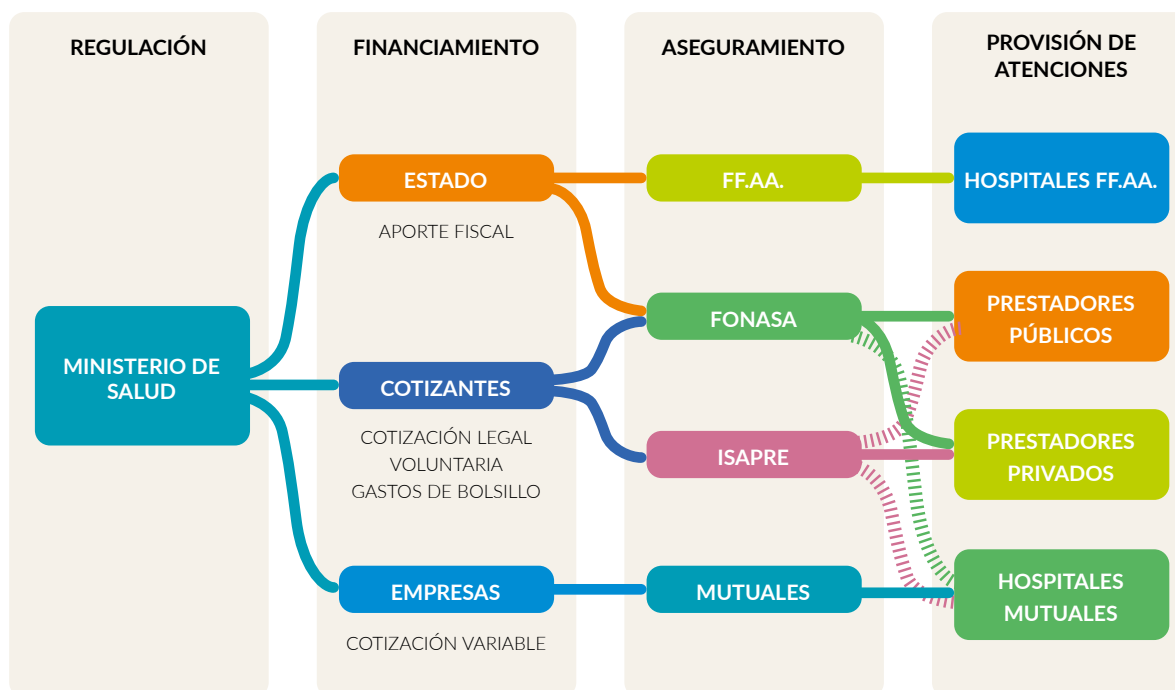 REGULACIÓN
FINANCIAMIENTO
ASEGURAMIENTO
PROVISIÓN DE
ATENCIONES
MINISTERIO DE
SALUD
ESTADO
APORTE FISCAL
COTIZANTES
COTIZACIÓN LEGAL
VOLUNTARIA
GASTOS DE BOLSILLO
EMPRESAS
COTIZACIÓN VARIABLE
FF.AA.
FONASA
ISAPRE
MUTUALES
HOSPITALES FF.AA.
PRESTADORES
PÚBLICOS
PRESTADORES
PRIVADOS
HOSPITALES
MUTUALES